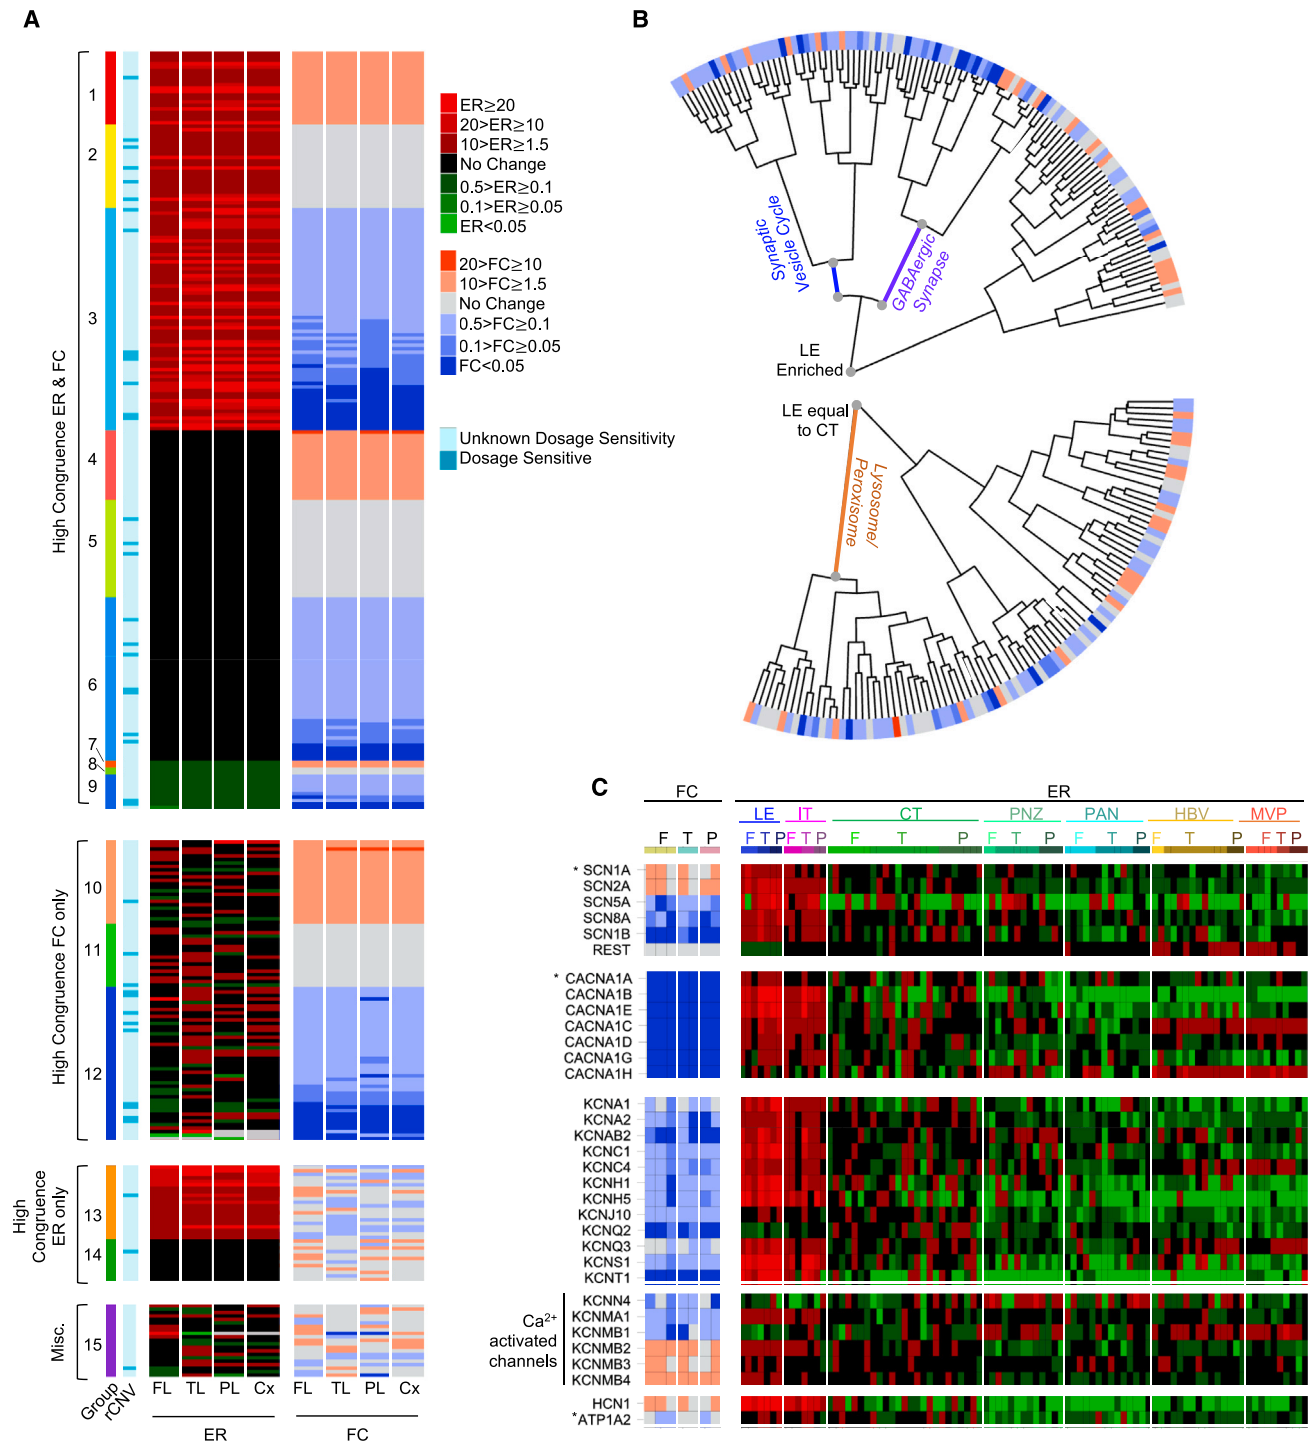 A
High Congruence ER & FC
1
2
3
4
5
6
7
8
9
High Congruence FC only
10
11
12
High
Congruence
ER only
13
14
Misc.
15
Group
rCNV
FL TL PL Cx
ER
FL TL PL Cx
FC
ER≥20
20>ER≥10
10>ER≥1.5
No Change
0.5>ER≥0.1
0.1>ER≥0.05
ER<0.05
20>FC≥10
10>FC≥1.5
No Change
0.5>FC≥0.1
0.1>FC≥0.05
FC<0.05
Unknown Dosage Sensitivity
Dosage Sensitive
B
Synaptic
Vesicle Cycle
GABAergic
Synapse
LE
Enriched
LE equal
to CT
Lysosome/
Peroxisome
C
FC ER
LE IT CT PNZ PAN HBV MVP
F T P F T P F T P F T P F T P F T P F T P F T P
* SCN1A
SCN2A
SCN5A
SCN8A
SCN1B
REST
* CACNA1A
CACNA1B
CACNA1E
CACNA1C
CACNA1D
CACNA1G
CACNA1H
KCNA1
KCNA2
KCNAB2
KCNC1
KCNC4
KCNH1
KCNH5
KCNJ10
KCNQ2
KCNQ3
KCNS1
KCNT1
Ca²⁺
activated
channels
KCNN4
KCNMA1
KCNMB1
KCNMB2
KCNMB3
KCNMB4
HCN1
*ATP1A2